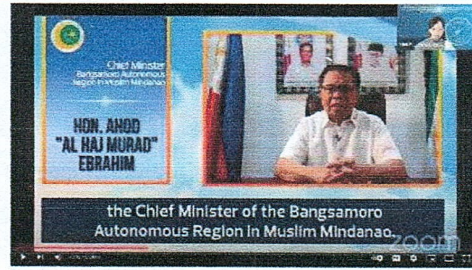 Chief Minister
Bangsamoro Autonomous
Region in Muslim Mindanao
HON. AHOD
"AL HAJ MURAD"
EBRAHIM
the Chief Minister of the Bangsamoro
Autonomous Region in Muslim Mindanao.
zoom